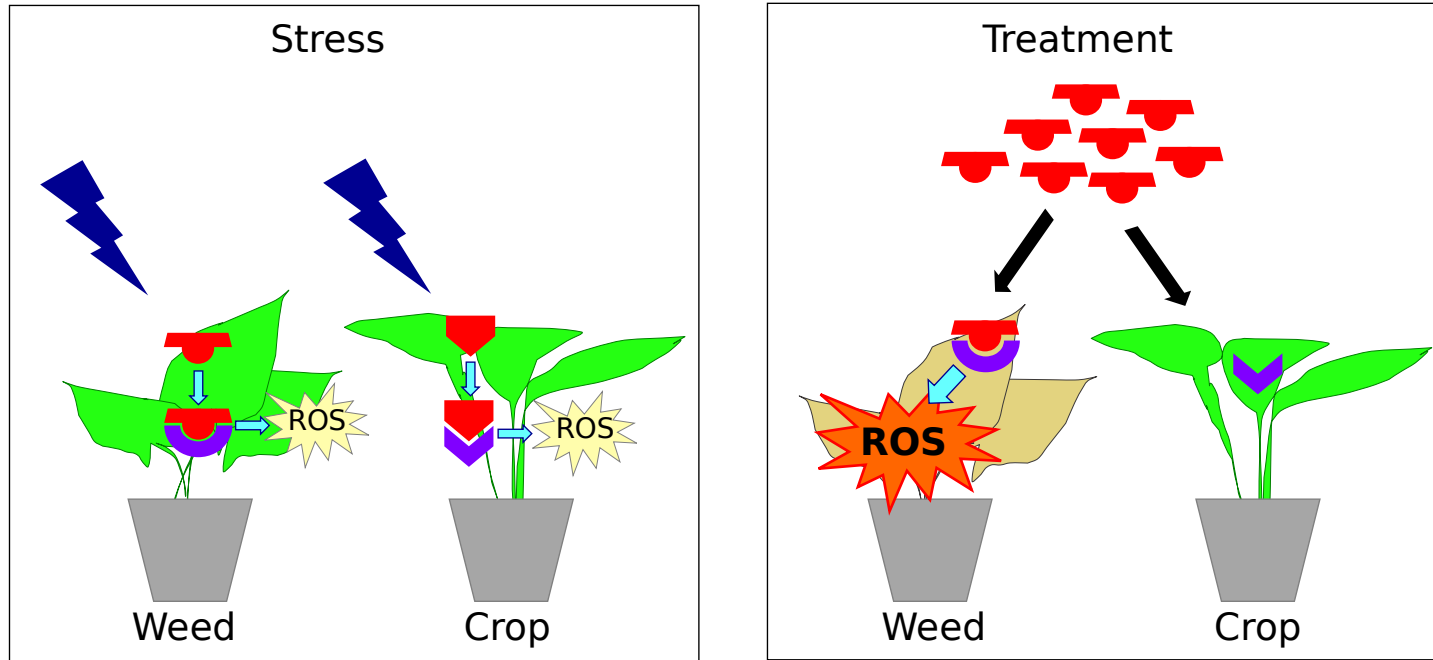 Stress
ROS
ROS
Weed
Crop
Treatment
ROS
Weed
Crop